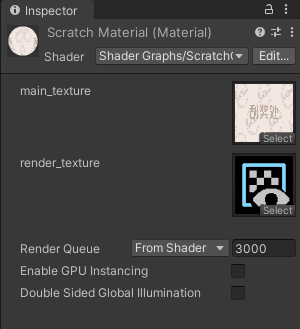 Inspector
Scratch Material (Material)
Shader
Shader Graphs/Scratch
Edit...
main_texture
刮奖处
Select
render_texture
Select
Render Queue
From Shader
3000
Enable GPU Instancing
Double Sided Global Illumination